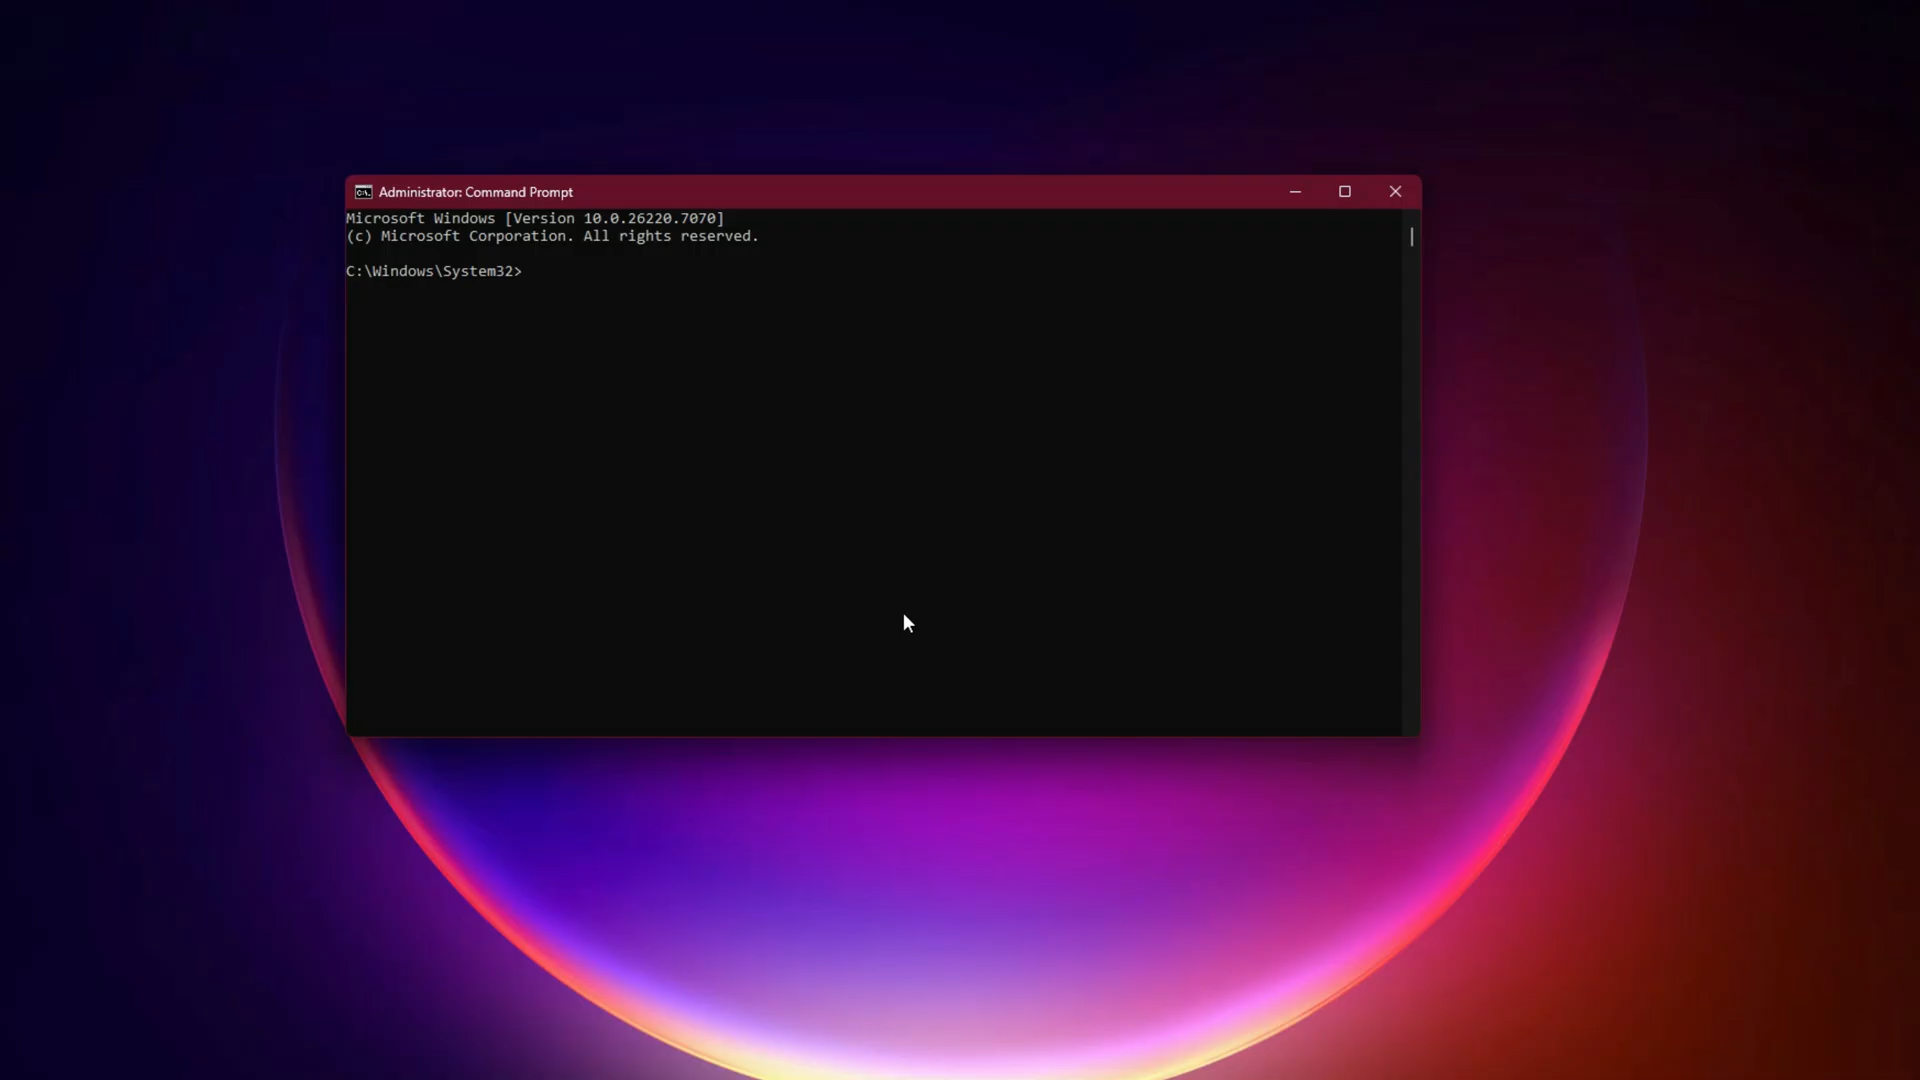 Administrator: Command Prompt
Microsoft Windows [Version 10.0.26220.7070]
(c) Microsoft Corporation. All rights reserved.
C:\Windows\System32>